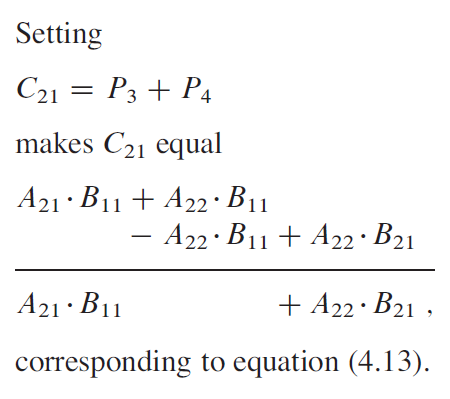 Setting
C₂₁ = P₃ + P₄
makes C₂₁ equal
A₂₁ · B₁₁ + A₂₂ · B₁₁
− A₂₂ · B₁₁ + A₂₂ · B₂₁
A₂₁ · B₁₁ + A₂₂ · B₂₁ ,
corresponding to equation (4.13).